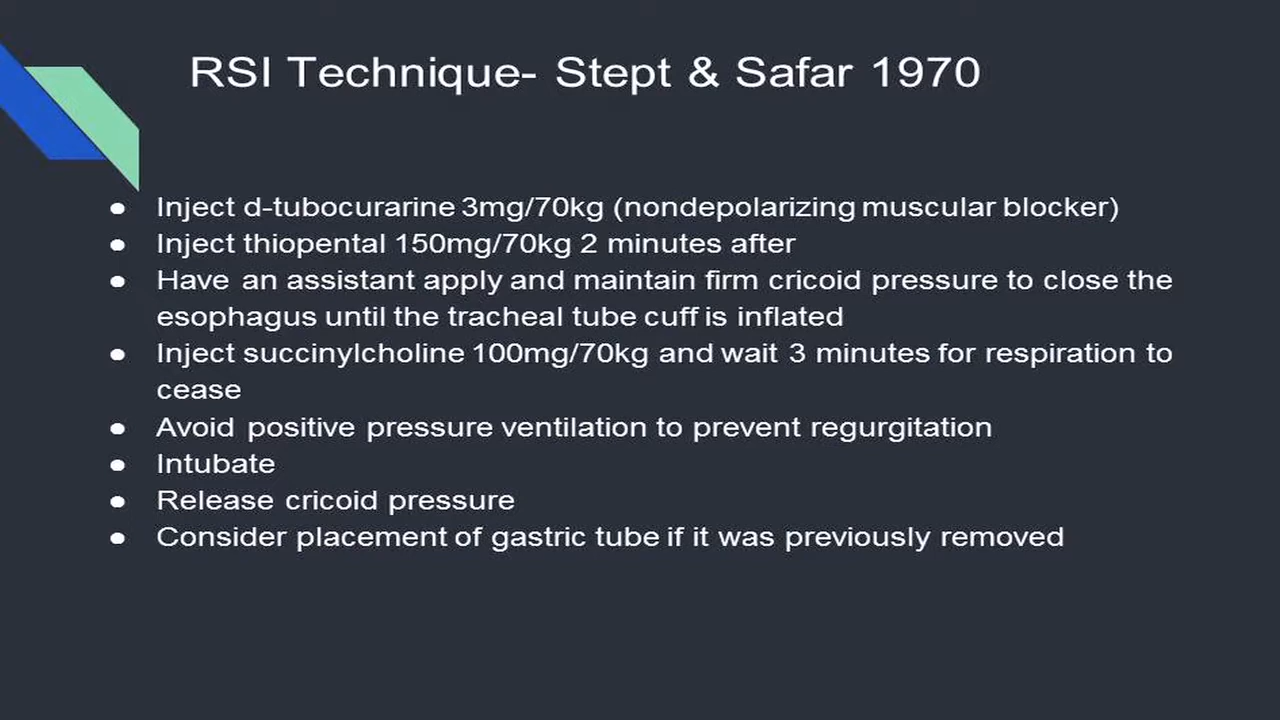 RSI Technique- Stept & Safar 1970
● Inject d-tubocurarine 3mg/70kg (nondepolarizing muscular blocker)
● Inject thiopental 150mg/70kg 2 minutes after
● Have an assistant apply and maintain firm cricoid pressure to close the
esophagus until the tracheal tube cuff is inflated
● Inject succinylcholine 100mg/70kg and wait 3 minutes for respiration to
cease
● Avoid positive pressure ventilation to prevent regurgitation
● Intubate
● Release cricoid pressure
● Consider placement of gastric tube if it was previously removed